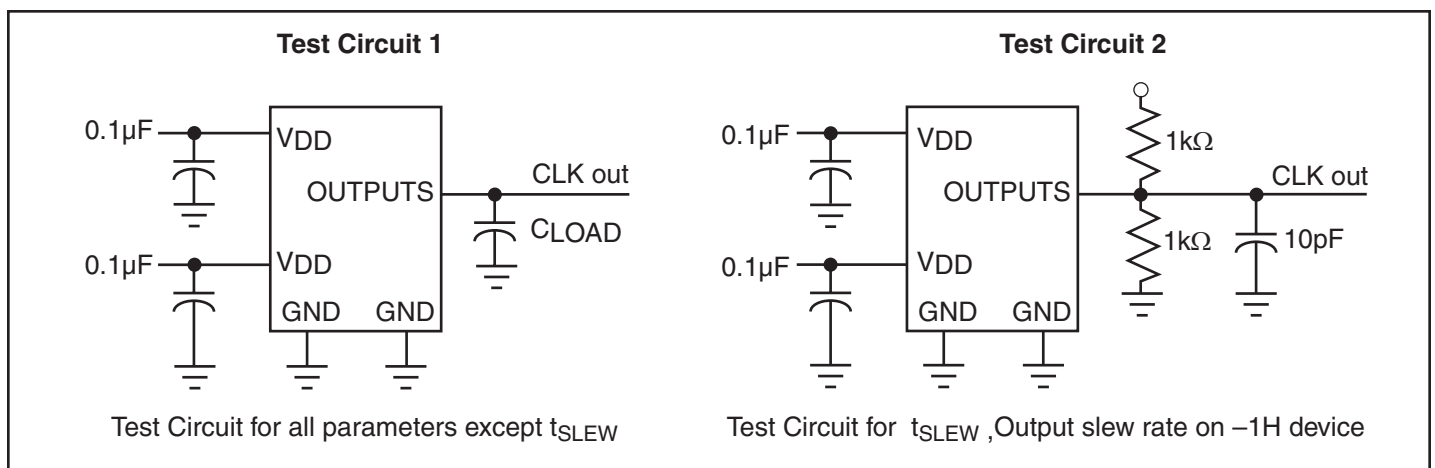 Test Circuit 1
0.1µF
VDD
OUTPUTS
CLK out
CLOAD
0.1µF
VDD
GND GND
Test Circuit for all parameters except tSLEW
Test Circuit 2
0.1µF
VDD
1kΩ
OUTPUTS
CLK out
1kΩ
10pF
0.1µF
VDD
GND GND
Test Circuit for tSLEW ,Output slew rate on –1H device